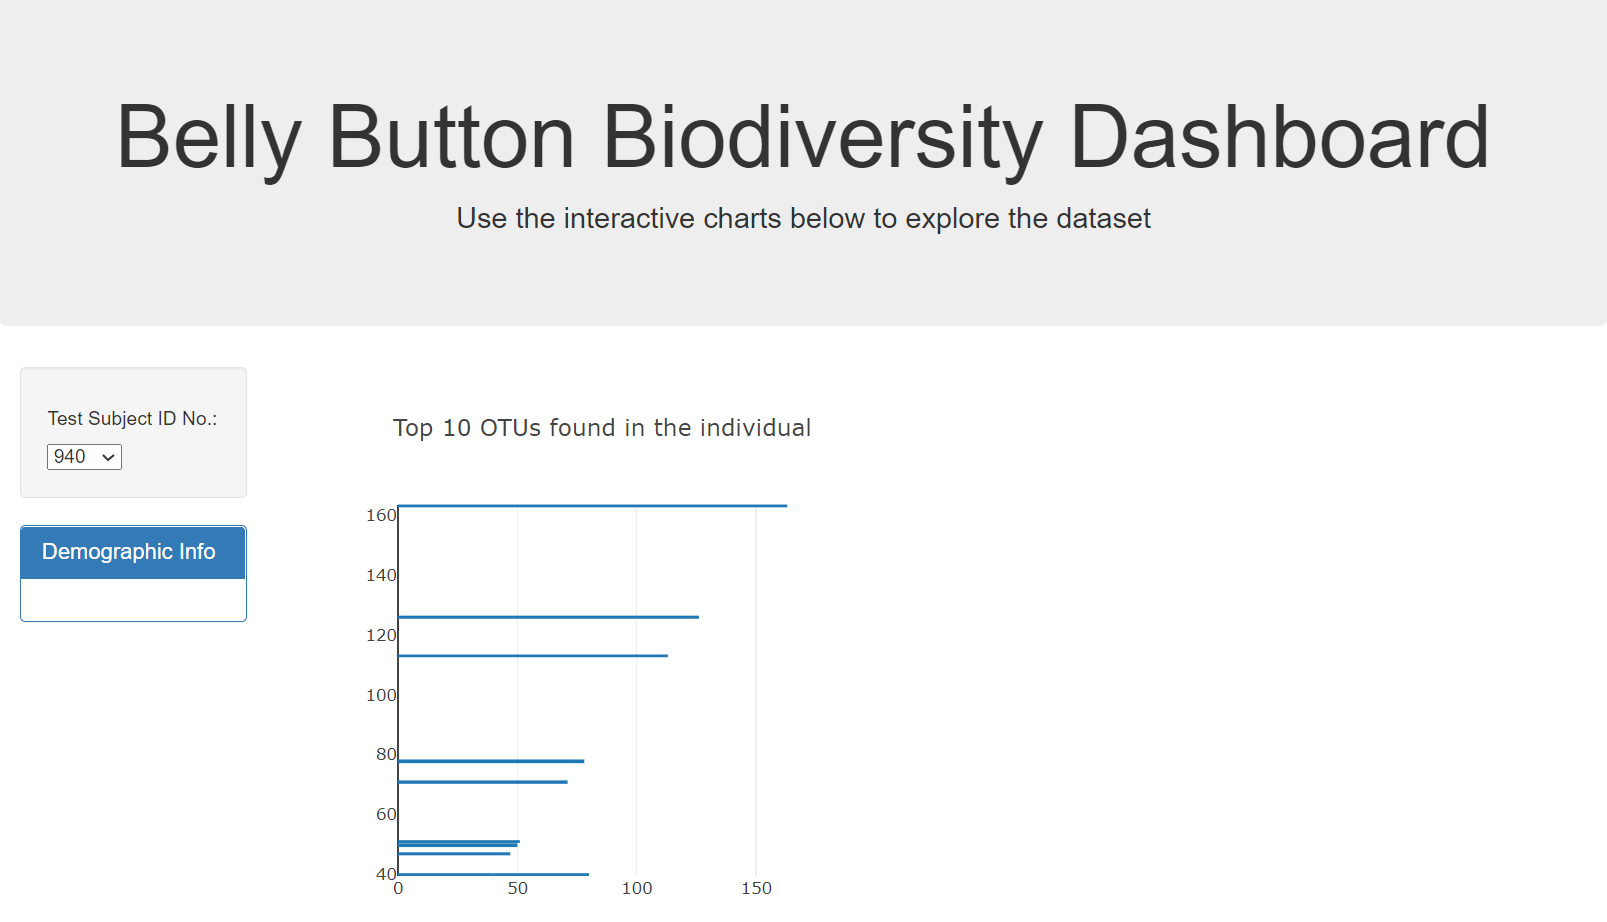 Belly Button Biodiversity Dashboard
Use the interactive charts below to explore the dataset
Test Subject ID No.:
940
Demographic Info
Top 10 OTUs found in the individual
160
140
120
100
80
60
40
0 50 100 150